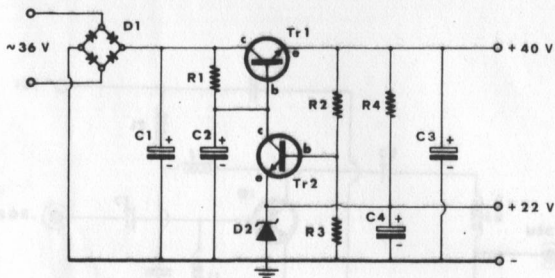 D1
~36 V
Tr1
c
e
b
R1
R2
R4
+ 40 V
C1
+
-
C2
+
-
c
b
e
Tr2
C3
+
-
+ 22 V
D2
R3
C4
+
-
-